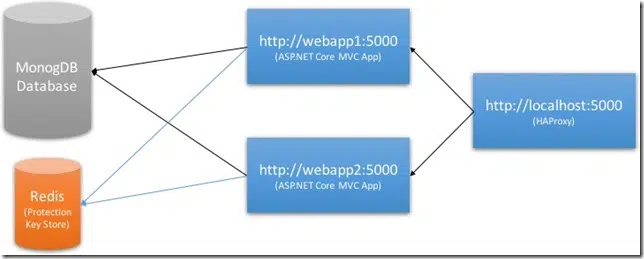 MonogDB
Database
Redis
(Protection
Key Store)
http://webapp1:5000
(ASP.NET Core MVC App)
http://webapp2:5000
(ASP.NET Core MVC App)
http://localhost:5000
(HAProxy)